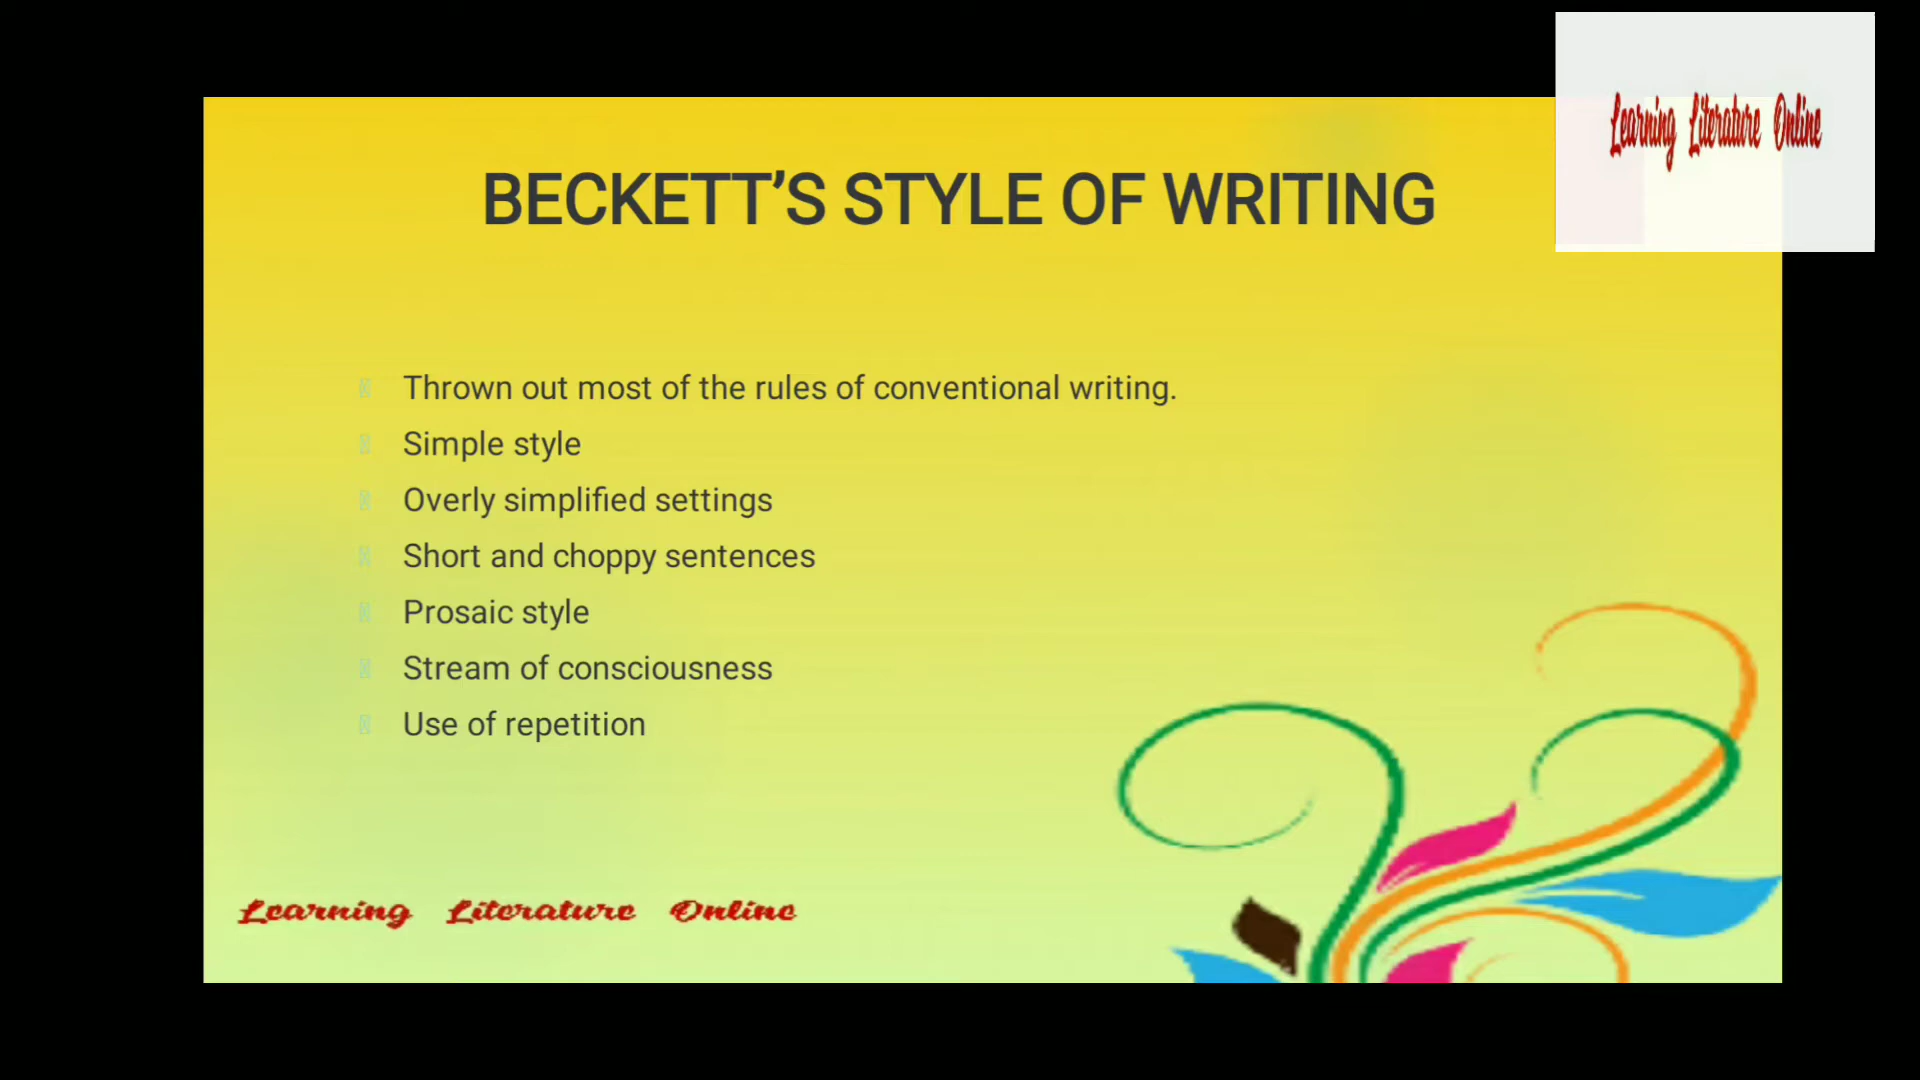 Learning Literature Online
BECKETT’S STYLE OF WRITING
Thrown out most of the rules of conventional writing.
Simple style
Overly simplified settings
Short and choppy sentences
Prosaic style
Stream of consciousness
Use of repetition
Learning Literature Online